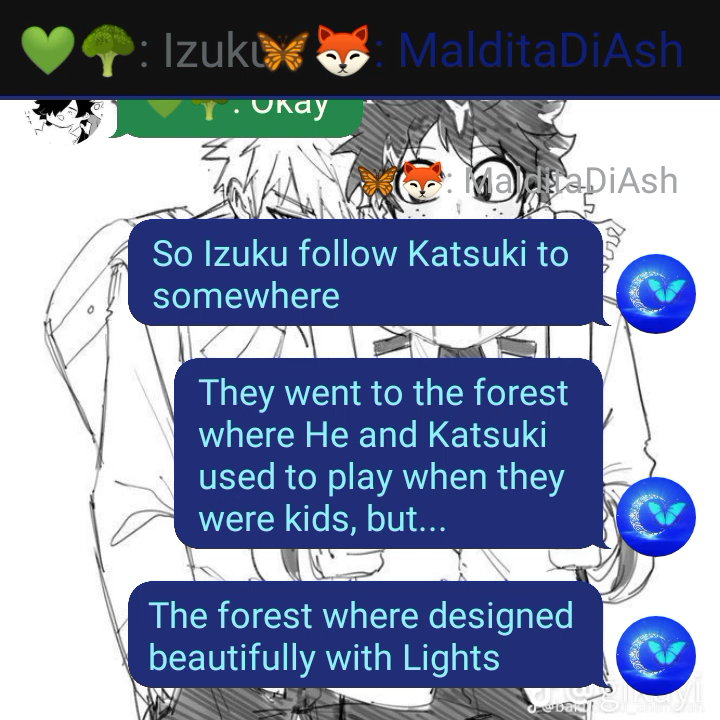 💚🥦: Izuku🦋🦊: MalditaDiAsh
💚🥦: Okay
🦋🦊: MalditaDiAsh
So Izuku follow Katsuki to
somewhere
They went to the forest
where He and Katsuki
used to play when they
were kids, but...
The forest where designed
beautifully with Lights